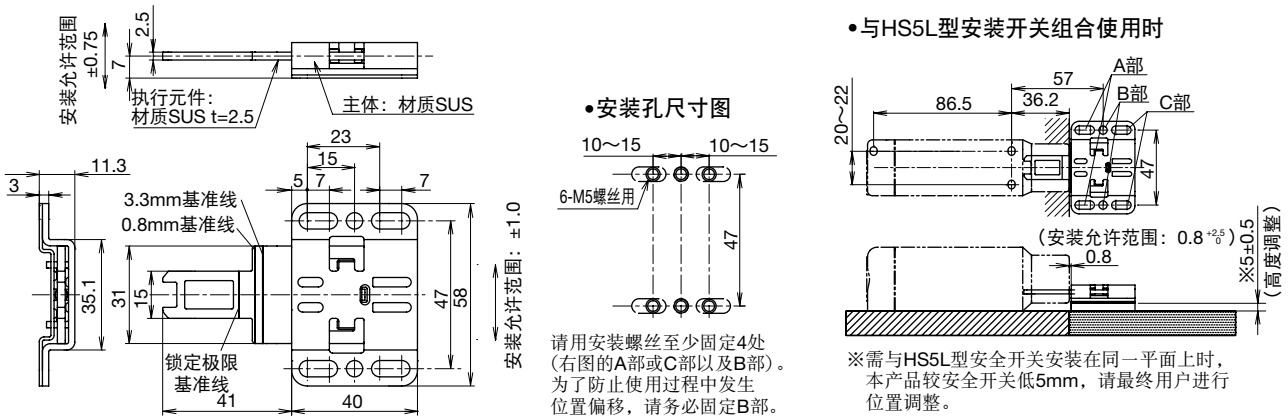 安装允许范围
±0.75
2.5
7
执行元件：
材质SUS t=2.5
主体：材质SUS
11.3
3
35.1
23
15
5
7
7
3.3mm基准线
0.8mm基准线
31
15
锁定极限
基准线
41
40
47
58
安装允许范围：±1.0
•安装孔尺寸图
10～15
10～15
6-M5螺丝用
47
请用安装螺丝至少固定4处
（右图的A部或C部以及B部）。
为了防止使用过程中发生
位置偏移，请务必固定B部。
•与HS5L型安装开关组合使用时
57
A部
B部
C部
86.5
36.2
20～22
47
（安装允许范围：0.8 +2.5 0）
0.8
※5±0.5
（高度调整）
※需与HS5L型安全开关安装在同一平面上时，
本产品较安全开关低5mm，请最终用户进行
位置调整。